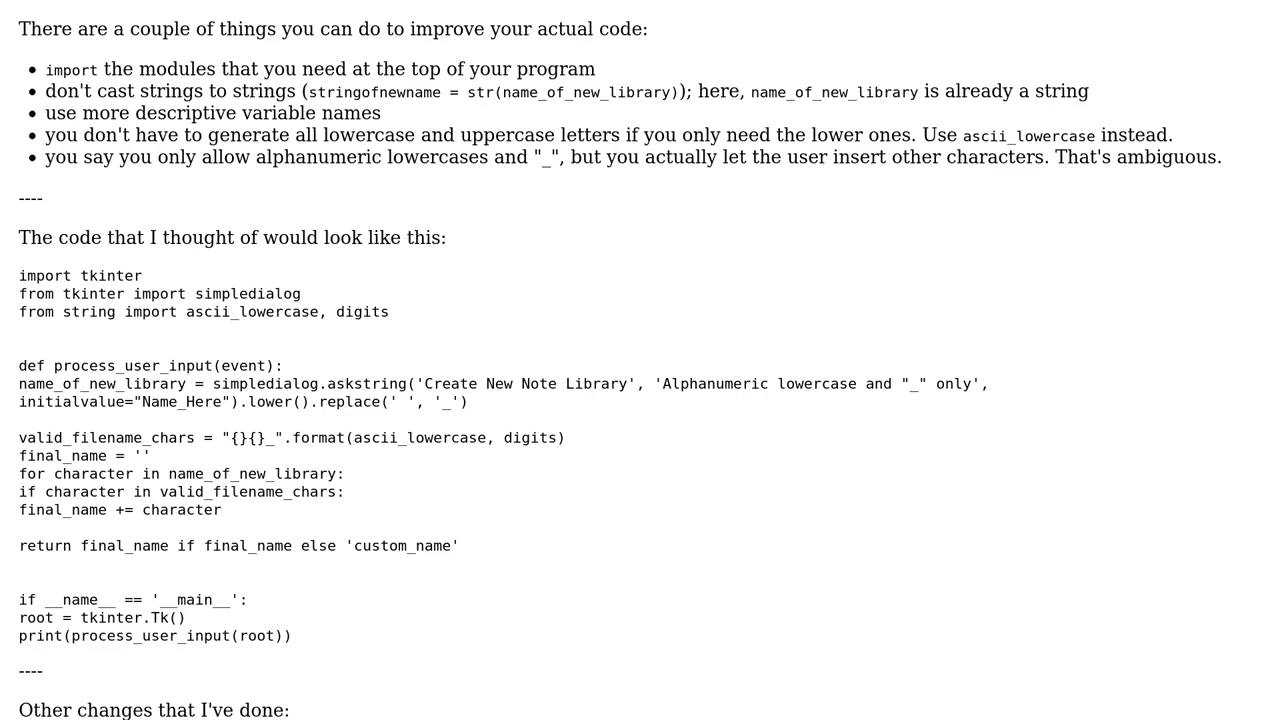 There are a couple of things you can do to improve your actual code:
• import the modules that you need at the top of your program
• don't cast strings to strings (stringofnewname = str(name_of_new_library)); here, name_of_new_library is already a string
• use more descriptive variable names
• you don't have to generate all lowercase and uppercase letters if you only need the lower ones. Use ascii_lowercase instead.
• you say you only allow alphanumeric lowercases and "_", but you actually let the user insert other characters. That's ambiguous.
----
The code that I thought of would look like this:
import tkinter
from tkinter import simpledialog
from string import ascii_lowercase, digits
def process_user_input(event):
name_of_new_library = simpledialog.askstring('Create New Note Library', 'Alphanumeric lowercase and "_" only',
initialvalue="Name_Here").lower().replace(' ', '_')
valid_filename_chars = "{}{}_".format(ascii_lowercase, digits)
final_name = ''
for character in name_of_new_library:
if character in valid_filename_chars:
final_name += character
return final_name if final_name else 'custom_name'
if __name__ == '__main__':
root = tkinter.Tk()
print(process_user_input(root))
----
Other changes that I've done: